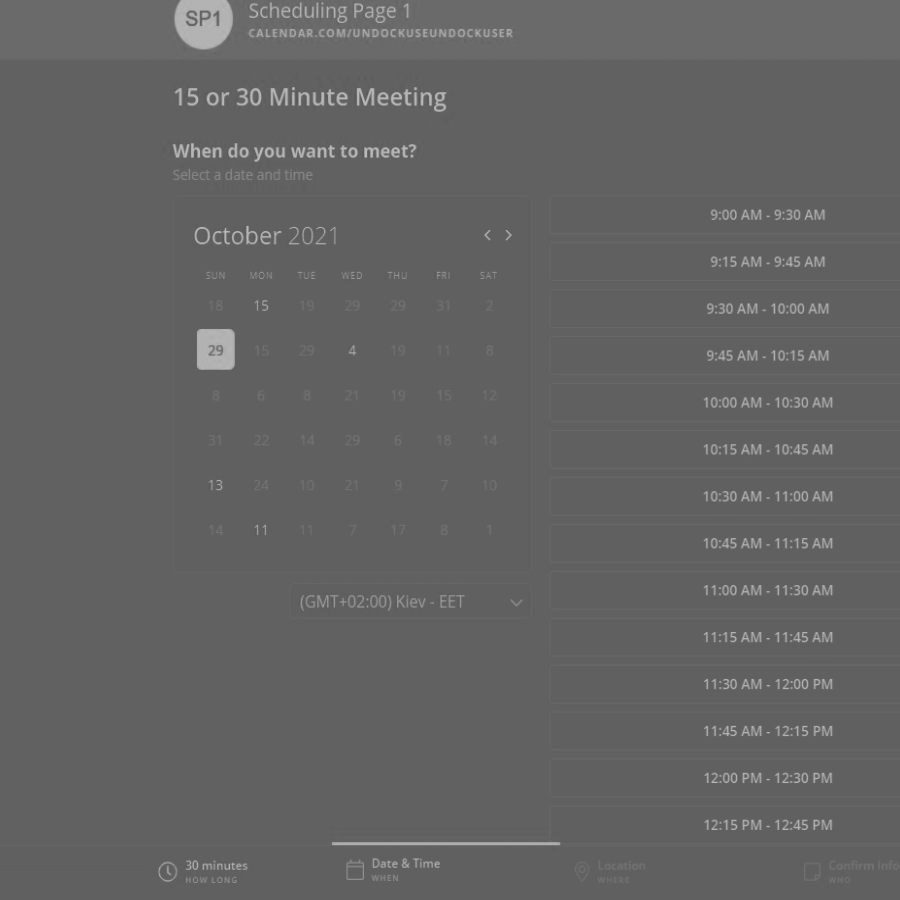 SP1
Scheduling Page 1
CALENDAR.COM/UNDOCKUSEUNDOCKUSER
15 or 30 Minute Meeting
When do you want to meet?
Select a date and time
October 2021
SUN MON TUE WED THU FRI SAT
18 15 19 29 29 31 2
29 15 29 4 19 11 8
8 6 8 21 19 15 12
31 22 14 29 6 18 14
13 24 10 21 9 7 10
14 11 11 7 17 8 1
(GMT+02:00) Kiev - EET
9:00 AM - 9:30 AM
9:15 AM - 9:45 AM
9:30 AM - 10:00 AM
9:45 AM - 10:15 AM
10:00 AM - 10:30 AM
10:15 AM - 10:45 AM
10:30 AM - 11:00 AM
10:45 AM - 11:15 AM
11:00 AM - 11:30 AM
11:15 AM - 11:45 AM
11:30 AM - 12:00 PM
11:45 AM - 12:15 PM
12:00 PM - 12:30 PM
12:15 PM - 12:45 PM
30 minutes
HOW LONG
Date & Time
WHEN
Location
WHERE
Confirm Info
WHO